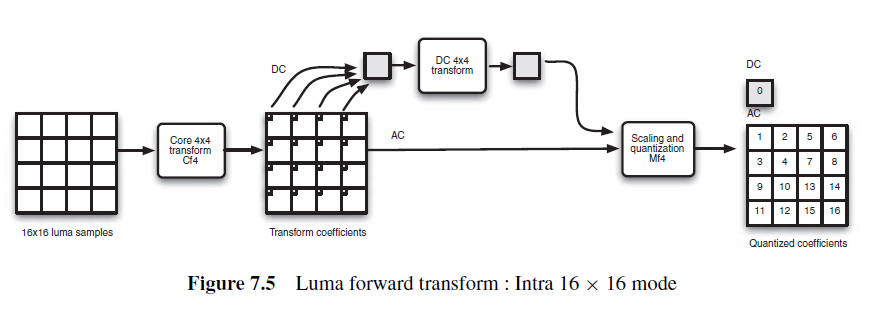 DC
DC 4x4
transform
DC
0
AC
AC
Core 4x4
transform
Cf4
Scaling and
quantization
Mf4
1 2 5 6
3 4 7 8
9 10 13 14
11 12 15 16
16x16 luma samples
Transform coefficients
Quantized coefficients
Figure 7.5 Luma forward transform : Intra 16 × 16 mode